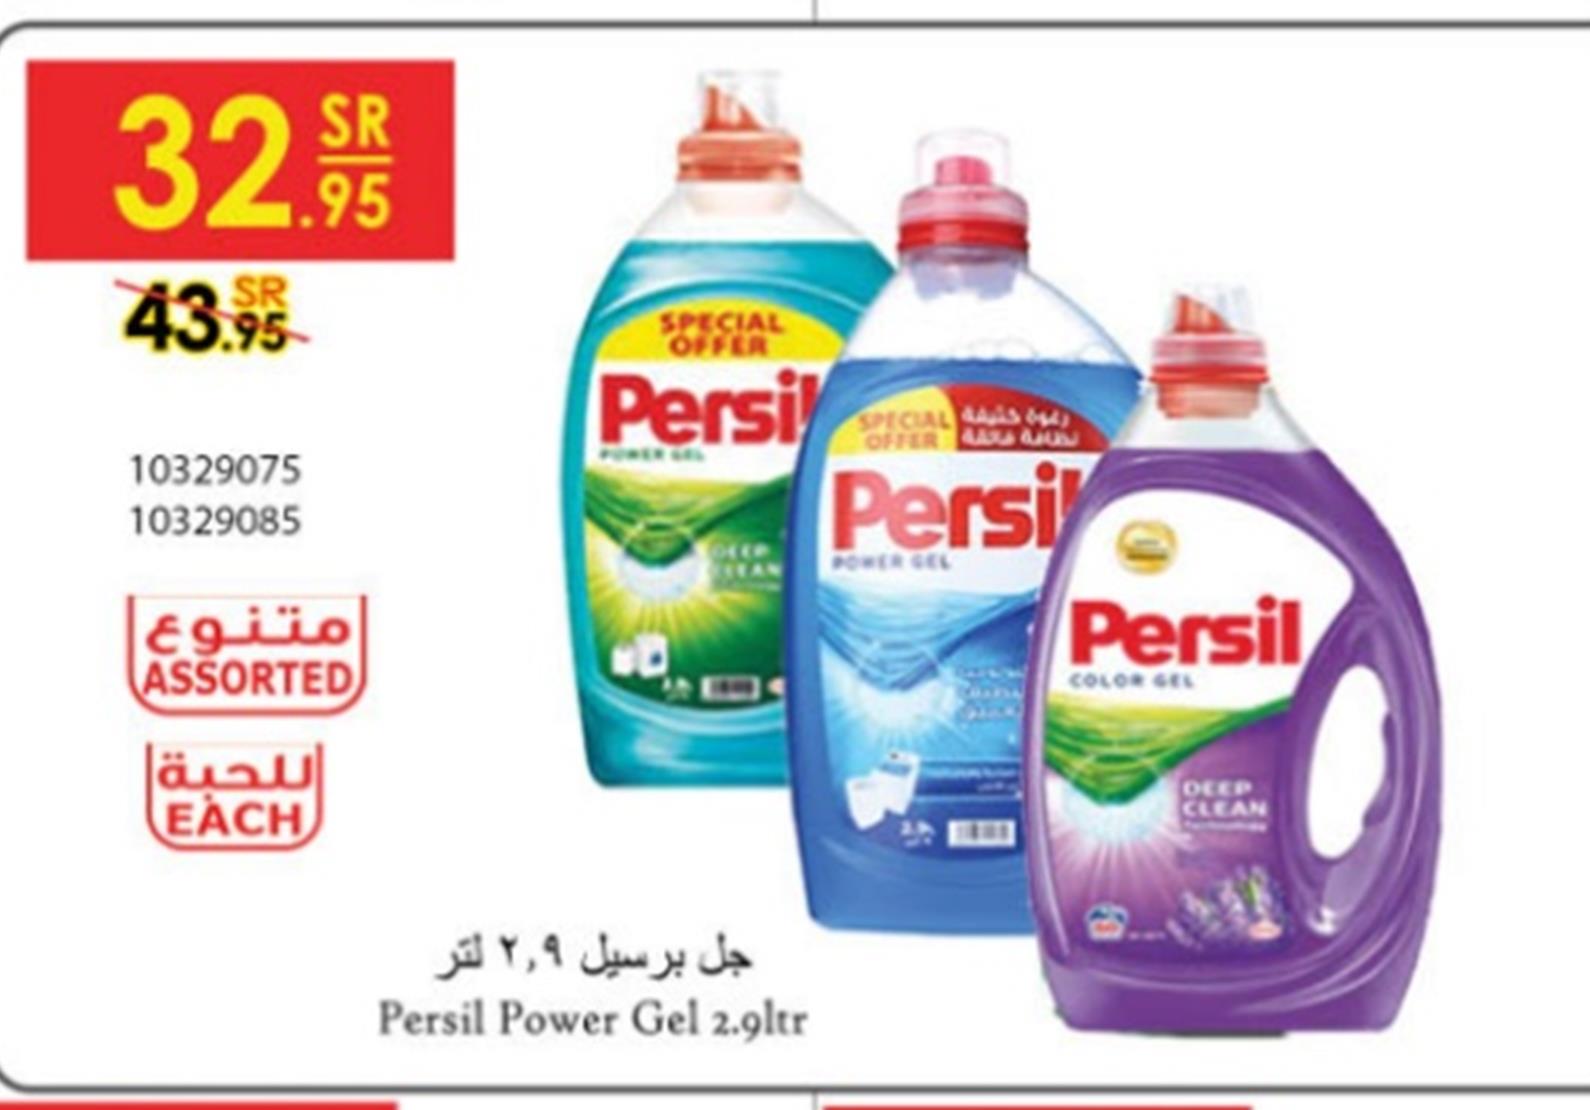 32.95 SR
43.95 SR
10329075
10329085
متنوع
ASSORTED
للحبة
EACH
جل برسيل ٢,٩ لتر
Persil Power Gel 2.9ltr
SPECIAL
OFFER
Persil
POWER GEL
DEEP
CLEAN
SPECIAL
OFFER
رغوة كثيفة
نظافة فائقة
Persil
POWER GEL
Persil
COLOR GEL
DEEP
CLEAN
Technology